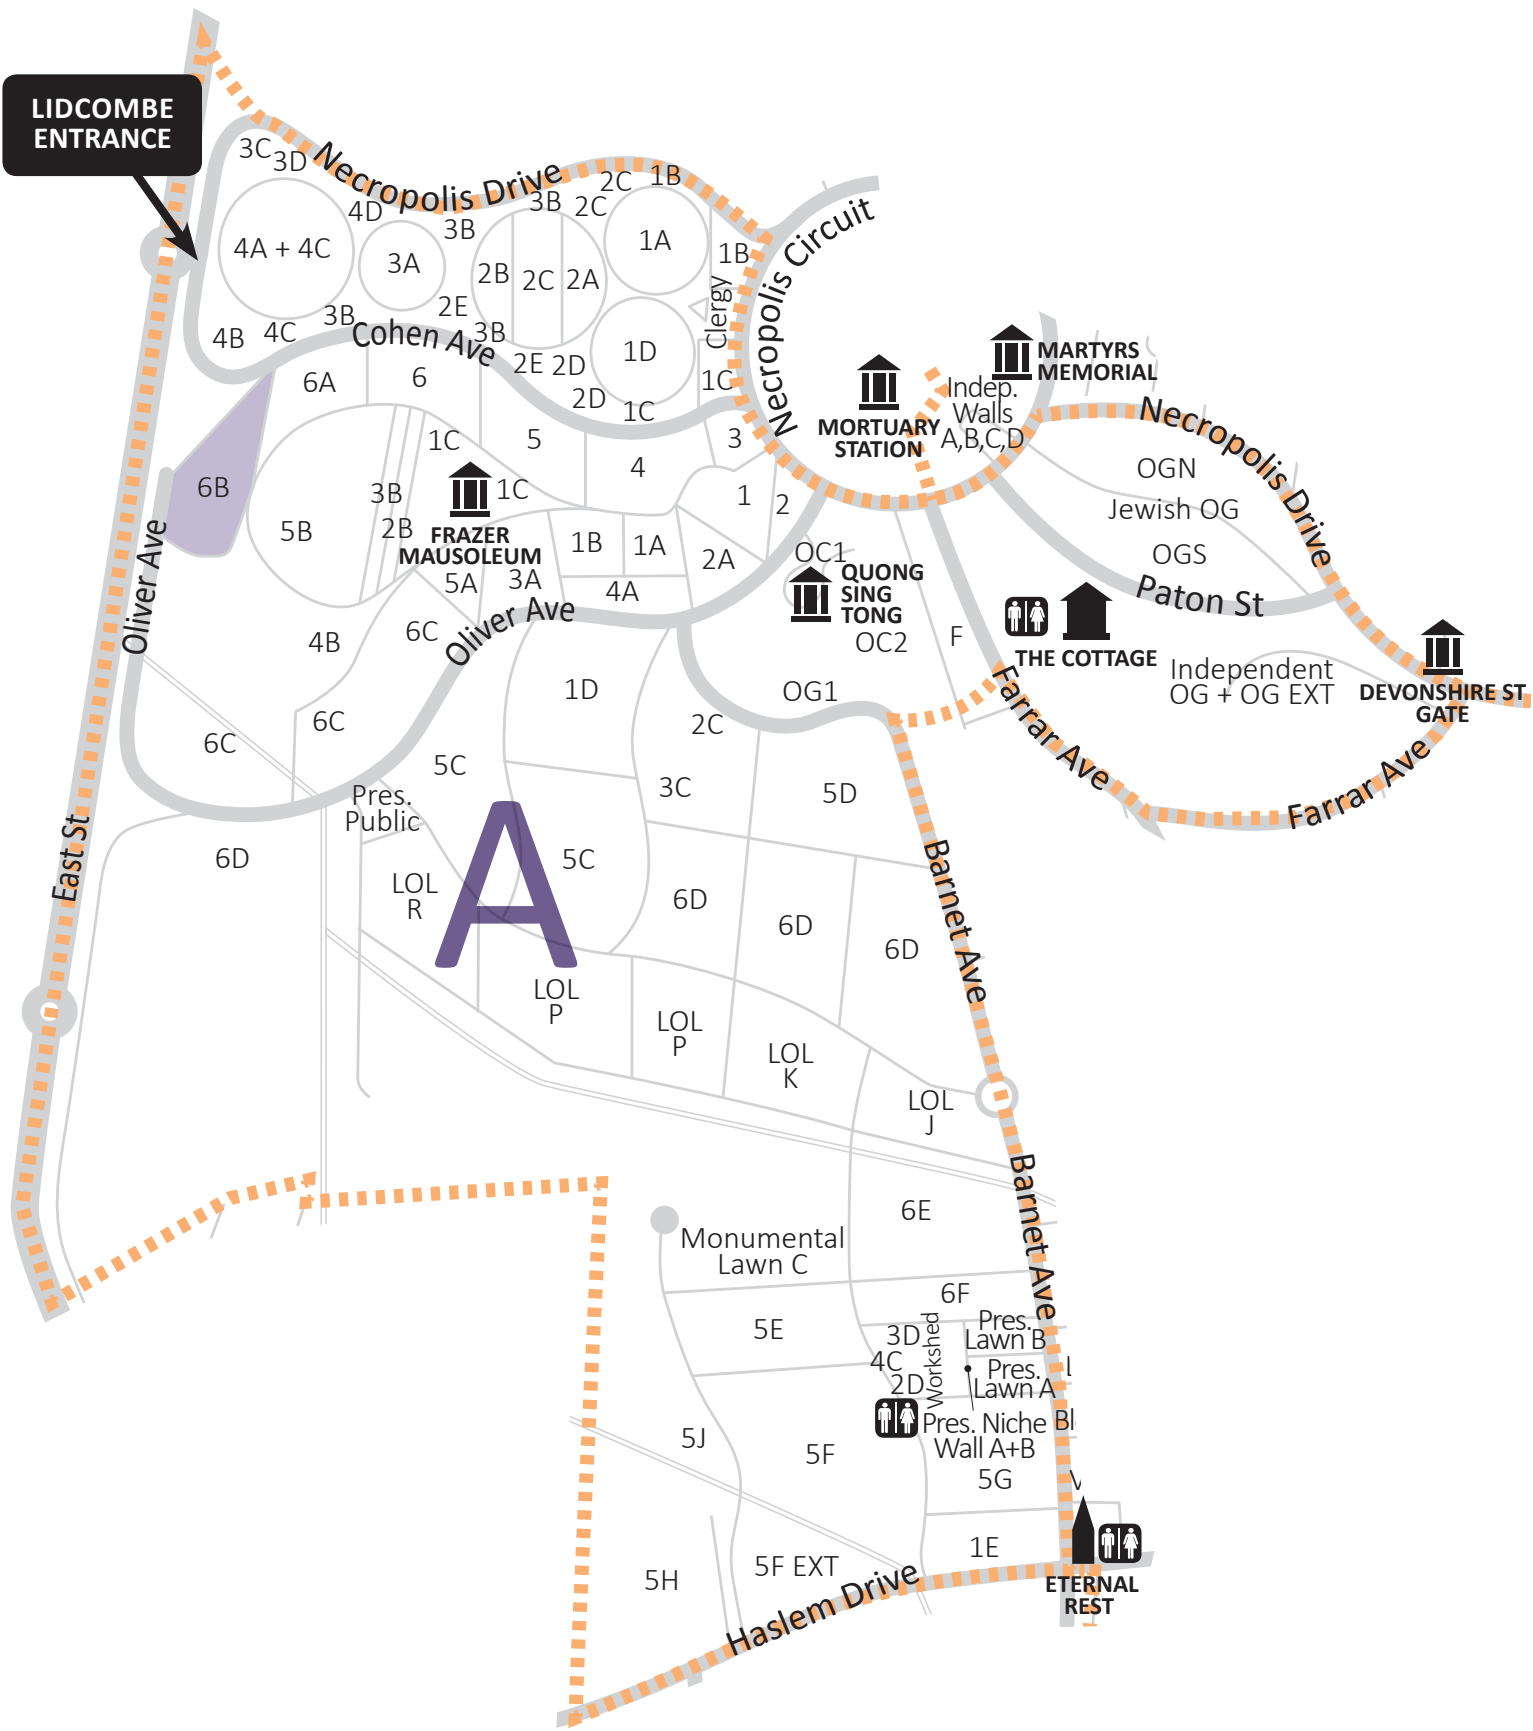 LIDCOMBE
ENTRANCE
3C
3D
Necropolis Drive
2C
1B
3B
2C
4D
3B
1A
4A + 4C
3A
1B
2B
2C
2A
Clergy
Necropolis Circuit
2E
3B
4B
4C
Cohen Ave
3B
2E
2D
1D
1C
2D
1C
6A
6
MARTYRS
MEMORIAL
Indep.
Walls
A,B,C,D
MORTUARY
STATION
Necropolis Drive
1C
5
3
4
OGN
6B
3B
1C
1
2
Jewish OG
5B
2B
FRAZER
MAUSOLEUM
1B
1A
2A
OC1
OGS
5A
3A
4A
QUONG
SING
TONG
Paton St
Oliver Ave
4B
6C
Oliver Ave
OC2
F
THE COTTAGE
Independent
OG + OG EXT
DEVONSHIRE ST
GATE
1D
OG1
Farrar Ave
6C
6C
2C
5C
3C
5D
Farrar Ave
Pres.
Public
East St
6D
5C
Barnet Ave
LOL
R
A
6D
6D
6D
LOL
P
LOL
P
LOL
K
LOL
J
Barnet Ave
6E
Monumental
Lawn C
6F
5E
3D
Workshed
Pres.
Lawn B
4C
2D
Pres.
Lawn A
Pres. Niche
Wall A+B
Bl
5J
5F
5G
1E
5F EXT
5H
Haslem Drive
ETERNAL
REST